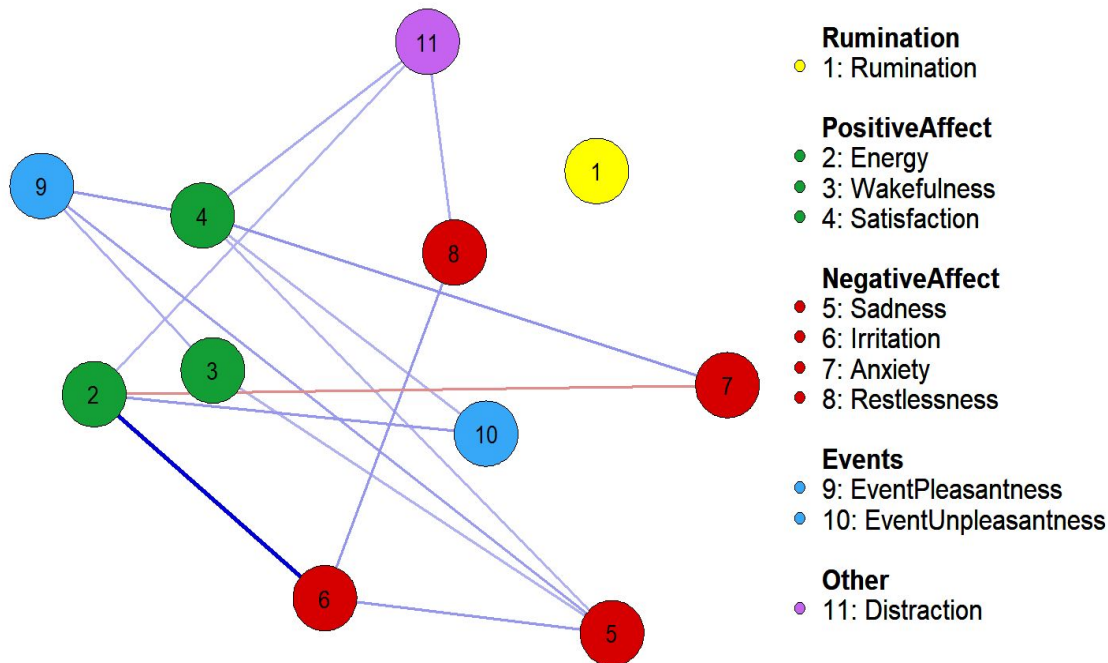 11
1
9
4
8
3
2
7
10
6
5
Rumination
1: Rumination
PositiveAffect
2: Energy
3: Wakefulness
4: Satisfaction
NegativeAffect
5: Sadness
6: Irritation
7: Anxiety
8: Restlessness
Events
9: EventPleasantness
10: EventUnpleasantness
Other
11: Distraction